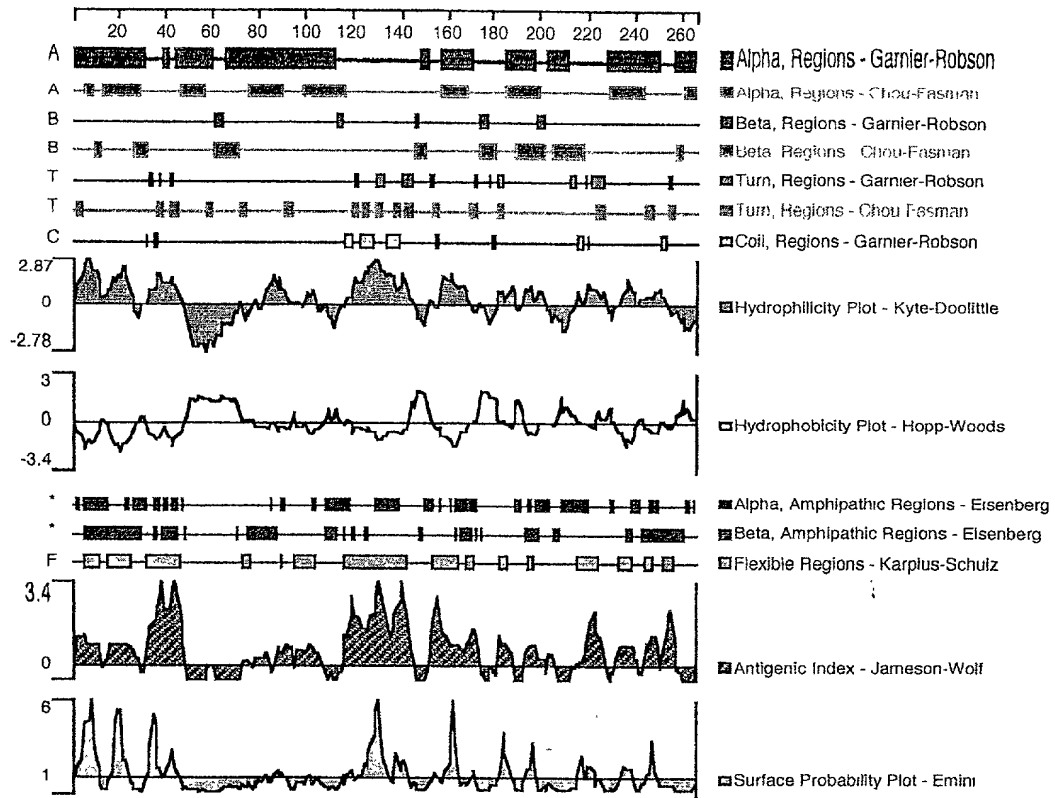 20 40 60 80 100 120 140 160 180 200 220 240 260
A Alpha, Regions - Garnier-Robson
A Alpha, Regions - Chou-Fasman
B Beta, Regions - Garnier-Robson
B Beta Regions - Chou-Fasman
T Turn, Regions - Garnier-Robson
T Turn, Regions - Chou Fasman
C Coil, Regions - Garnier-Robson
2.87
0 Hydrophilicity Plot - Kyte-Doolittle
-2.78
3
0 Hydrophobicity Plot - Hopp-Woods
-3.4
* Alpha, Amphipathic Regions - Eisenberg
* Beta, Amphipathic Regions - Eisenberg
F Flexible Regions - Karplus-Schulz
3.4
0 Antigenic Index - Jameson-Wolf
6
1 Surface Probability Plot - Emini